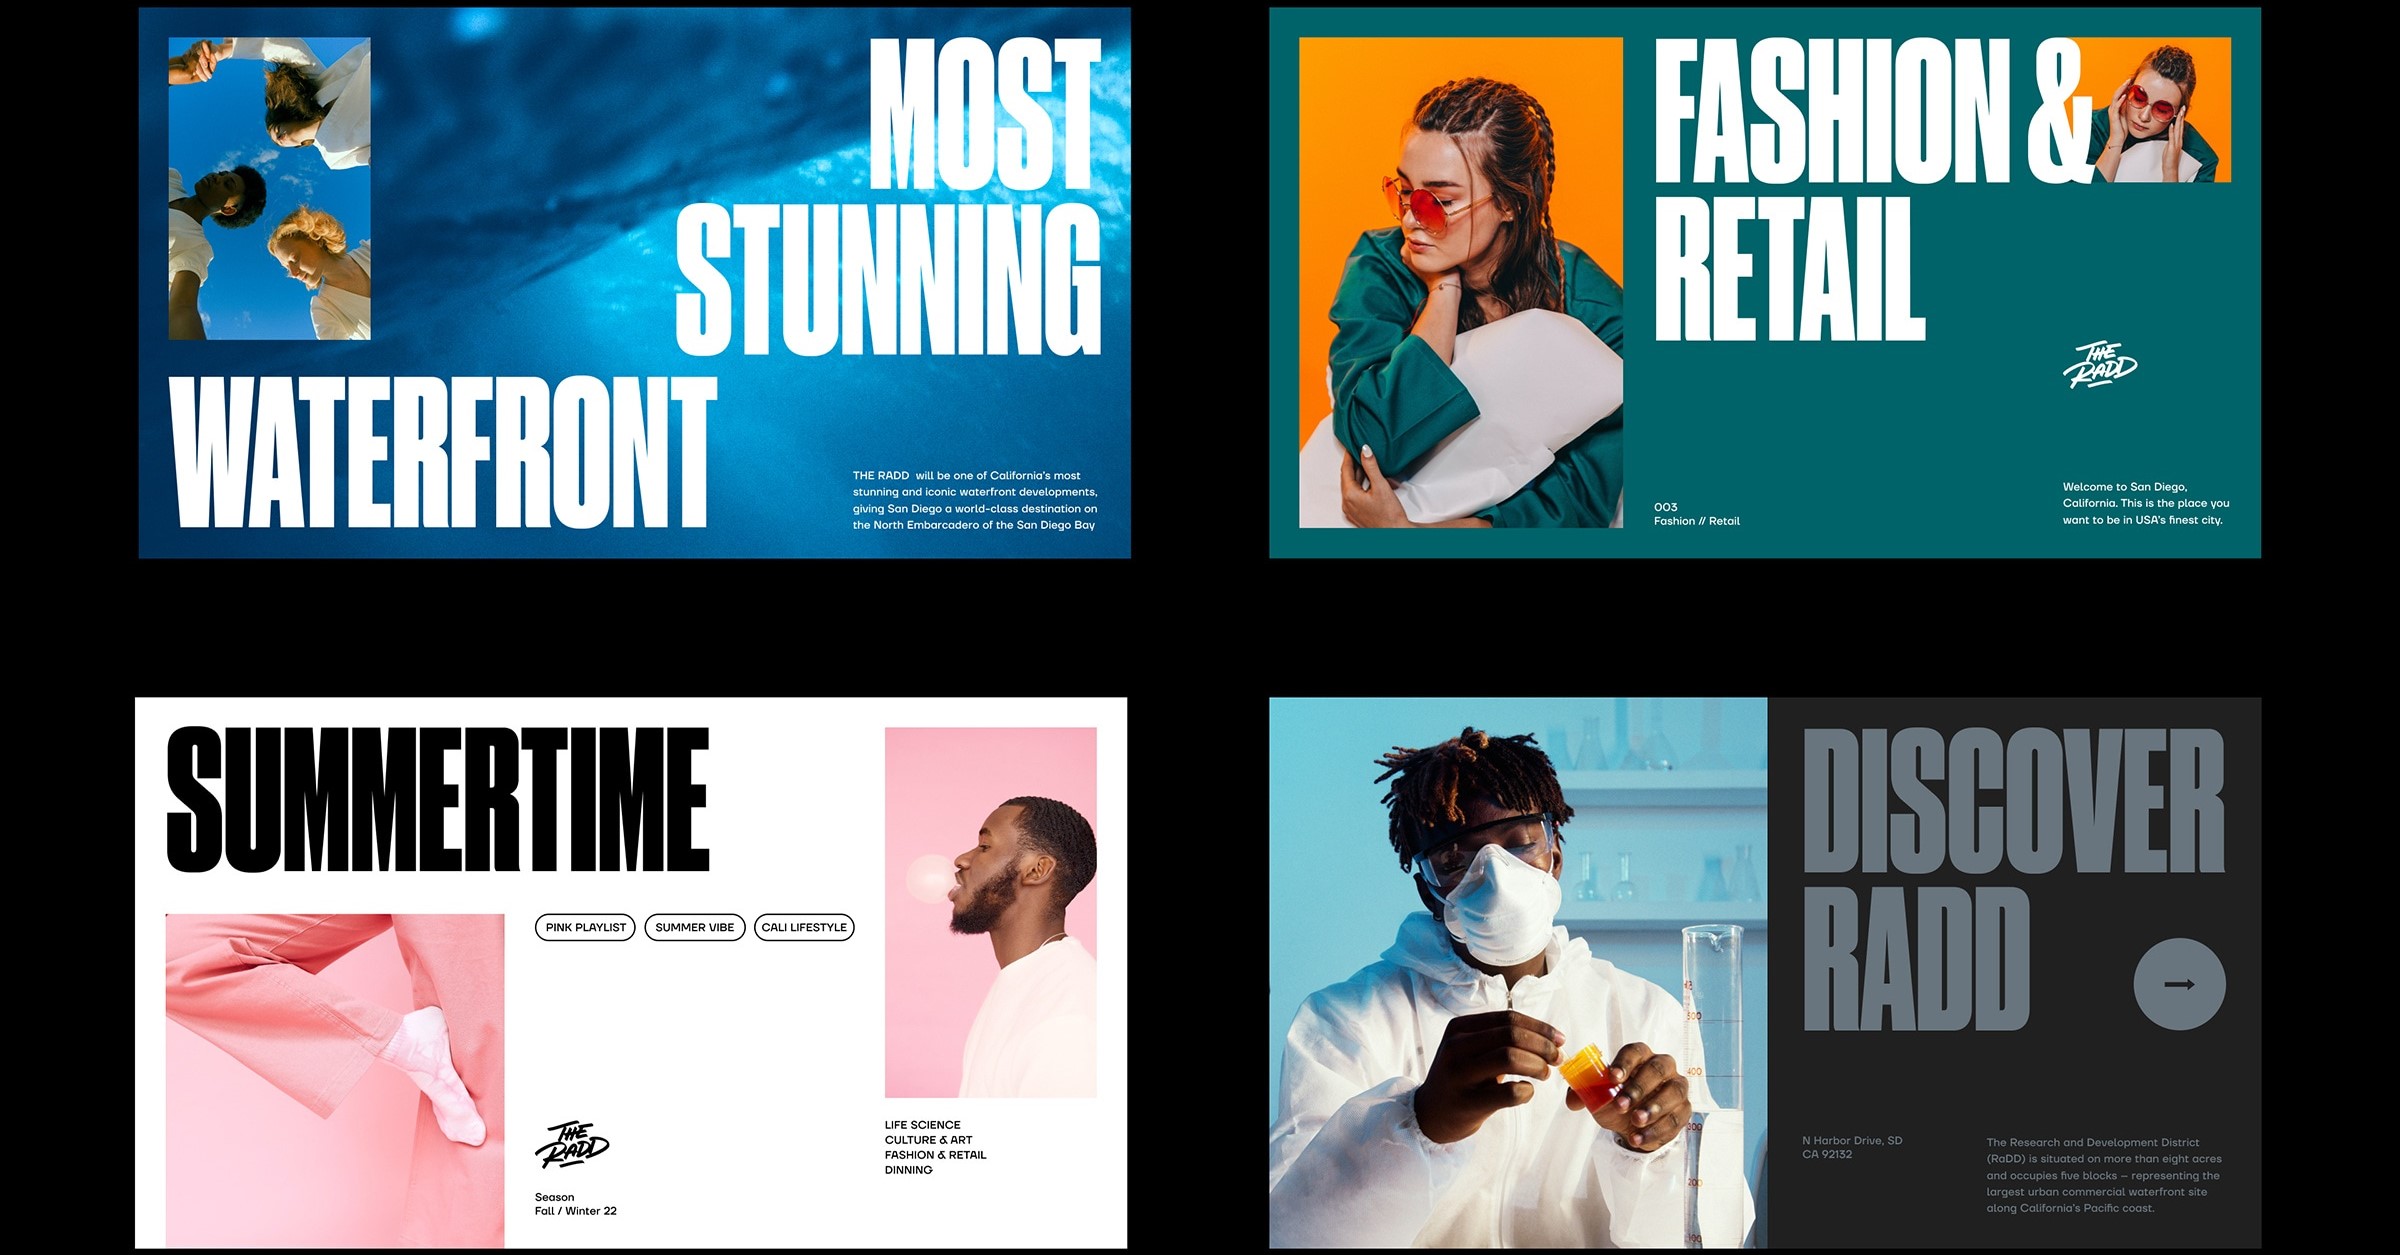 MOST
STUNNING
WATERFRONT
THE RADD will be one of California's most
stunning and iconic waterfront developments,
giving San Diego a world-class destination on
the North Embarcadero of the San Diego Bay
FASHION &
RETAIL
THE
RADD
003
Fashion // Retail
Welcome to San Diego,
California. This is the place you
want to be in USA's finest city.
SUMMERTIME
PINK PLAYLIST
SUMMER VIBE
CALI LIFESTYLE
THE
RADD
Season
Fall / Winter 22
LIFE SCIENCE
CULTURE & ART
FASHION & RETAIL
DINNING
500
400
300
200
100
DISCOVER
RADD
N Harbor Drive, SD
CA 92132
The Research and Development District
(RaDD) is situated on more than eight acres
and occupies five blocks – representing the
largest urban commercial waterfront site
along California's Pacific coast.